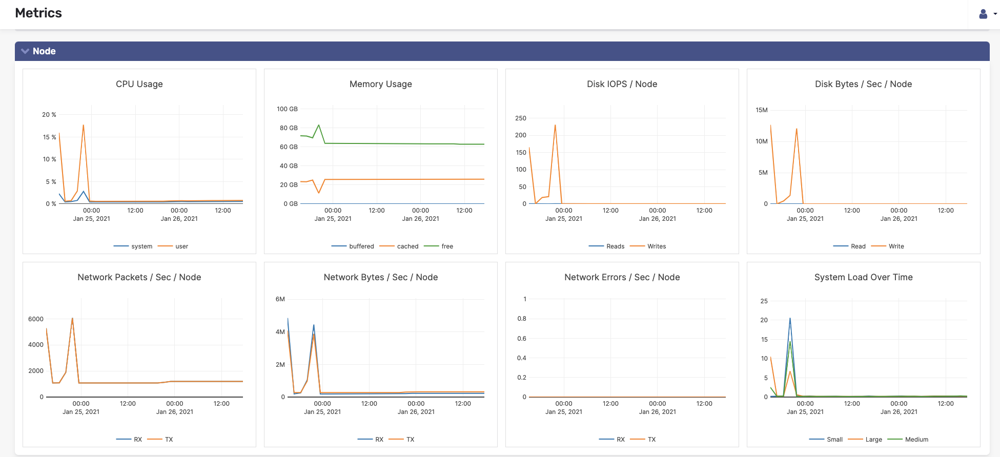 Metrics
Node
CPU Usage
20 %
15 %
10 %
5 %
0 %
00:00 12:00 00:00 12:00
Jan 25, 2021 Jan 26, 2021
system user
Memory Usage
100 GB
80 GB
60 GB
40 GB
20 GB
0 GB
00:00 12:00 00:00 12:00
Jan 25, 2021 Jan 26, 2021
buffered cached free
Disk IOPS / Node
250
200
150
100
50
0
00:00 12:00 00:00 12:00
Jan 25, 2021 Jan 26, 2021
Reads Writes
Disk Bytes / Sec / Node
15M
10M
5M
0
00:00 12:00 00:00 12:00
Jan 25, 2021 Jan 26, 2021
Read Write
Network Packets / Sec / Node
6000
4000
2000
0
00:00 12:00 00:00 12:00
Jan 25, 2021 Jan 26, 2021
RX TX
Network Bytes / Sec / Node
6M
4M
2M
0
00:00 12:00 00:00 12:00
Jan 25, 2021 Jan 26, 2021
RX TX
Network Errors / Sec / Node
1
0.8
0.6
0.4
0.2
0
00:00 12:00 00:00 12:00
Jan 25, 2021 Jan 26, 2021
RX TX
System Load Over Time
25
20
15
10
5
0
00:00 12:00 00:00 12:00
Jan 25, 2021 Jan 26, 2021
Small Large Medium